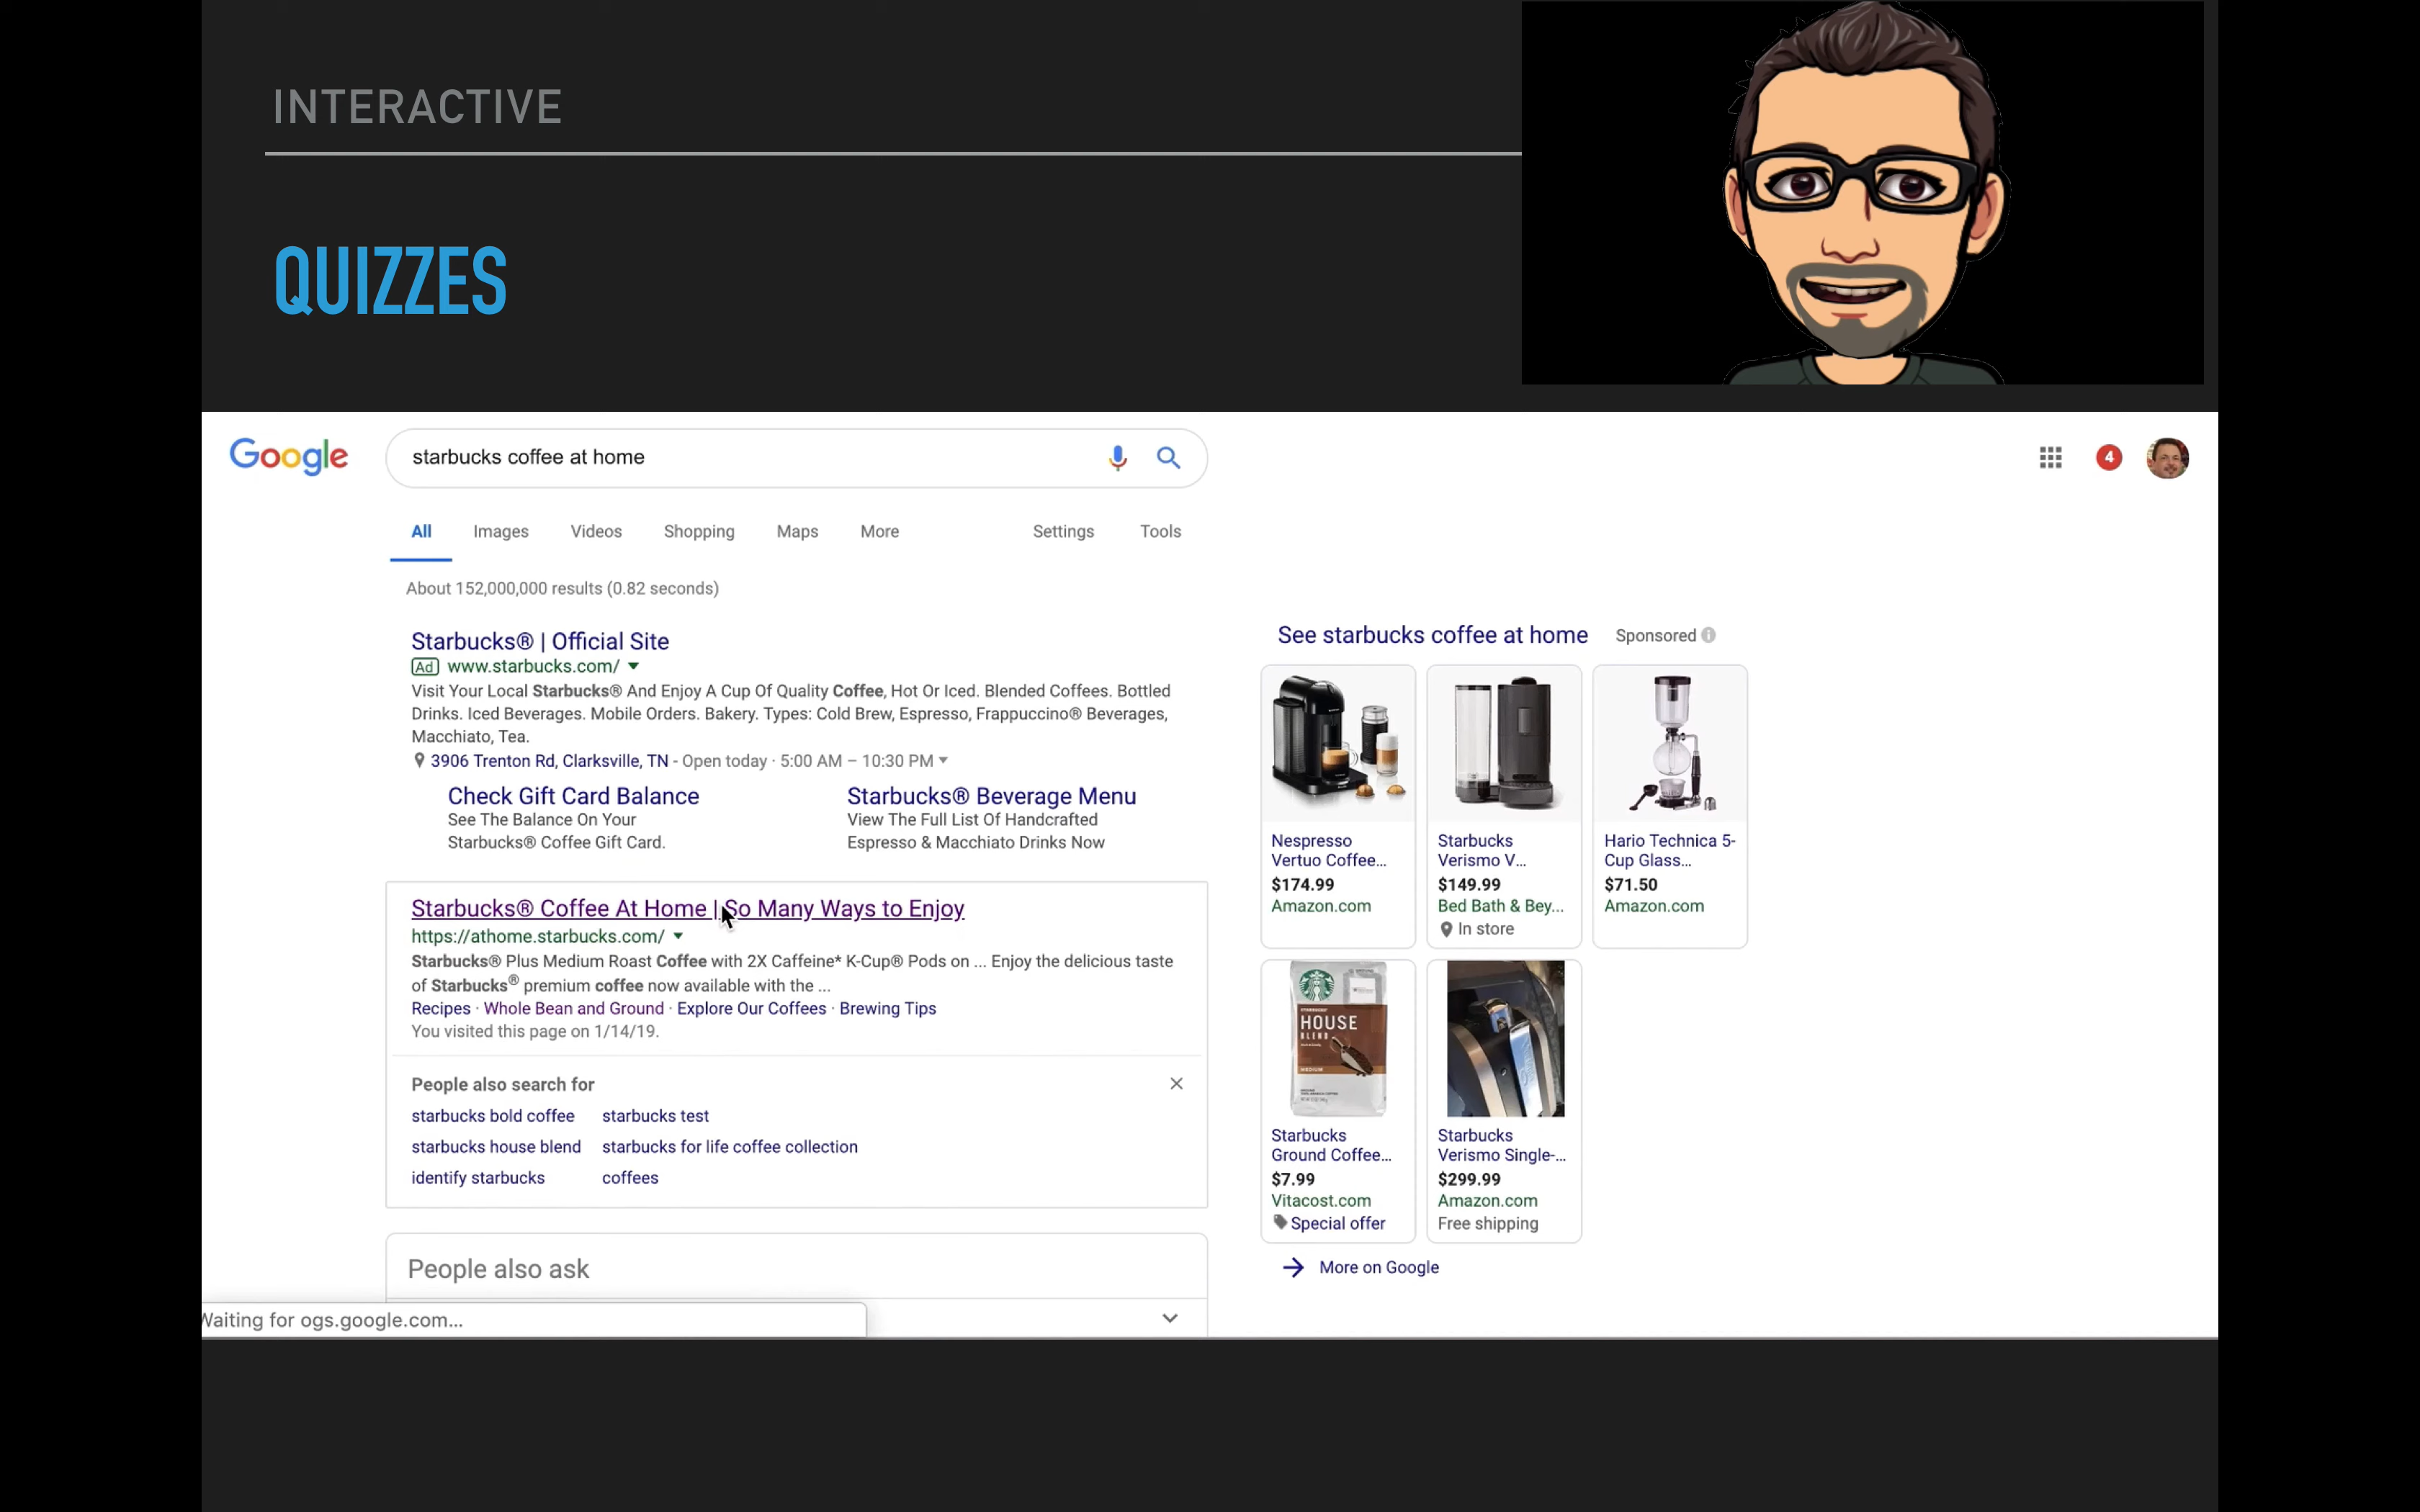 INTERACTIVE
QUIZZES
Google
starbucks coffee at home
4
All Images Videos Shopping Maps More Settings Tools
About 152,000,000 results (0.82 seconds)
Starbucks® | Official Site
Ad www.starbucks.com/
Visit Your Local Starbucks® And Enjoy A Cup Of Quality Coffee, Hot Or Iced. Blended Coffees. Bottled
Drinks. Iced Beverages. Mobile Orders. Bakery. Types: Cold Brew, Espresso, Frappuccino® Beverages,
Macchiato, Tea.
3906 Trenton Rd, Clarksville, TN - Open today · 5:00 AM – 10:30 PM
Check Gift Card Balance
See The Balance On Your
Starbucks® Coffee Gift Card.
Starbucks® Beverage Menu
View The Full List Of Handcrafted
Espresso & Macchiato Drinks Now
Starbucks® Coffee At Home | So Many Ways to Enjoy
https://athome.starbucks.com/
Starbucks® Plus Medium Roast Coffee with 2X Caffeine* K-Cup® Pods on ... Enjoy the delicious taste
of Starbucks® premium coffee now available with the ...
Recipes · Whole Bean and Ground · Explore Our Coffees · Brewing Tips
You visited this page on 1/14/19.
People also search for
starbucks bold coffee starbucks test
starbucks house blend starbucks for life coffee collection
identify starbucks coffees
People also ask
Waiting for ogs.google.com...
See starbucks coffee at home Sponsored
Nespresso
Vertuo Coffee...
$174.99
Amazon.com
Starbucks
Verismo V...
$149.99
Bed Bath & Bey...
In store
Hario Technica 5-
Cup Glass...
$71.50
Amazon.com
HOUSE
BLEND
MEDIUM
Starbucks
Ground Coffee...
$7.99
Vitacost.com
Special offer
Starbucks
Verismo Single-...
$299.99
Amazon.com
Free shipping
More on Google